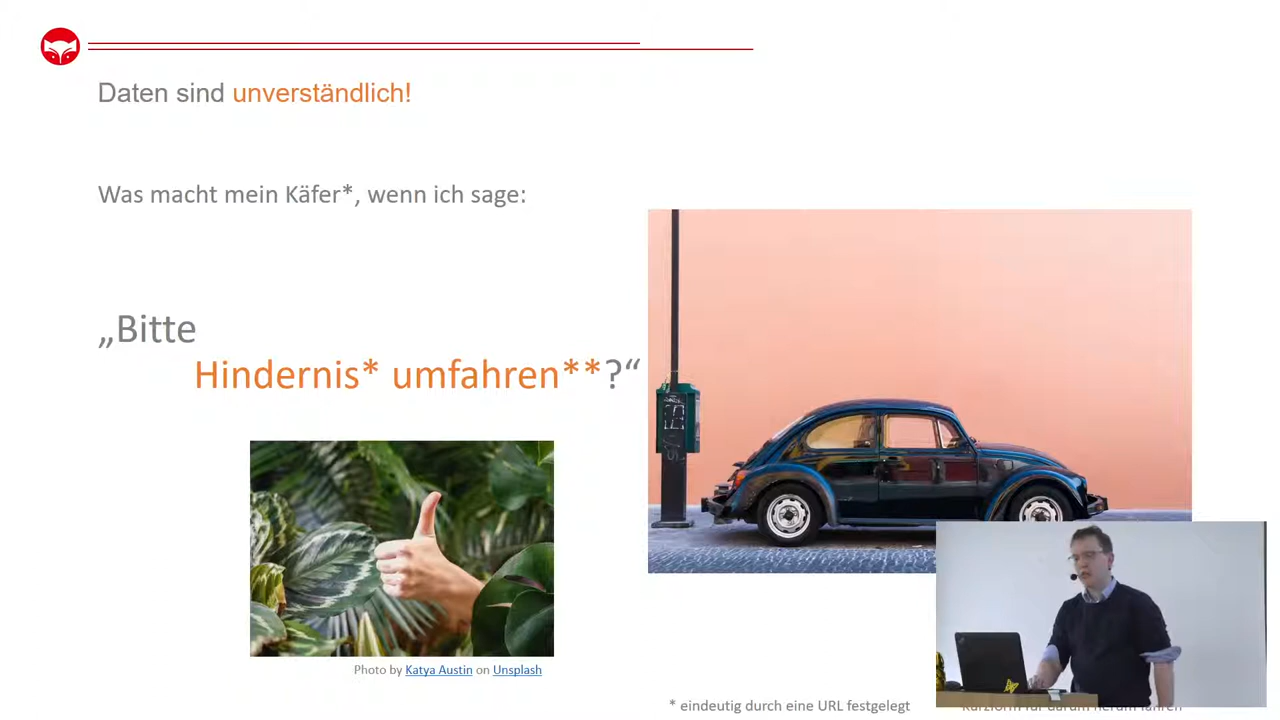 Daten sind unverständlich!
Was macht mein Käfer*, wenn ich sage:
„Bitte
Hindernis* umfahren**?“
Photo by Katya Austin on Unsplash
* eindeutig durch eine URL festgelegt